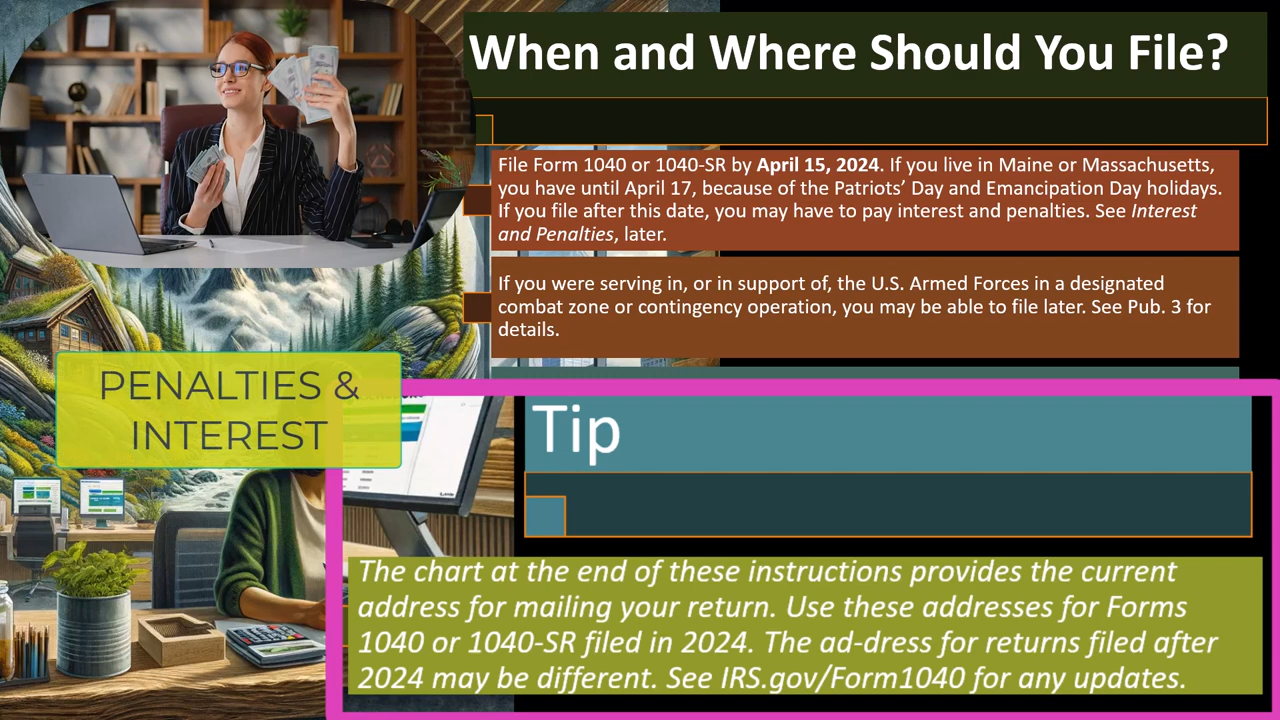 When and Where Should You File?
File Form 1040 or 1040-SR by April 15, 2024. If you live in Maine or Massachusetts,
you have until April 17, because of the Patriots’ Day and Emancipation Day holidays.
If you file after this date, you may have to pay interest and penalties. See Interest
and Penalties, later.
If you were serving in, or in support of, the U.S. Armed Forces in a designated
combat zone or contingency operation, you may be able to file later. See Pub. 3 for
details.
PENALTIES &
INTEREST
Tip
The chart at the end of these instructions provides the current
address for mailing your return. Use these addresses for Forms
1040 or 1040-SR filed in 2024. The ad-dress for returns filed after
2024 may be different. See IRS.gov/Form1040 for any updates.